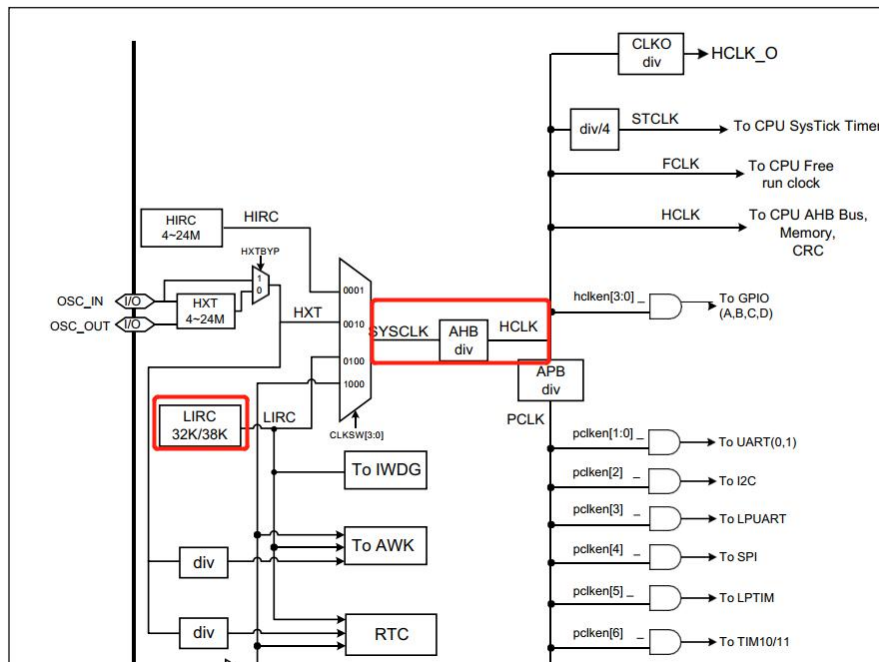 CLKO
div
HCLK_O
div/4
STCLK
To CPU SysTick Timer
FCLK
To CPU Free
run clock
HCLK
To CPU AHB Bus,
Memory,
CRC
HIRC
4~24M
HIRC
HXTBYP
1
0
OSC_IN
I/O
HXT
4~24M
OSC_OUT
I/O
HXT
0001
0010
0100
1000
CLKSW[3:0]
SYSCLK
AHB
div
HCLK
hclken[3:0]
To GPIO
(A,B,C,D)
APB
div
PCLK
LIRC
32K/38K
LIRC
To IWDG
To AWK
div
RTC
div
pclken[1:0]
To UART(0,1)
pclken[2]
To I2C
pclken[3]
To LPUART
pclken[4]
To SPI
pclken[5]
To LPTIM
pclken[6]
To TIM10/11